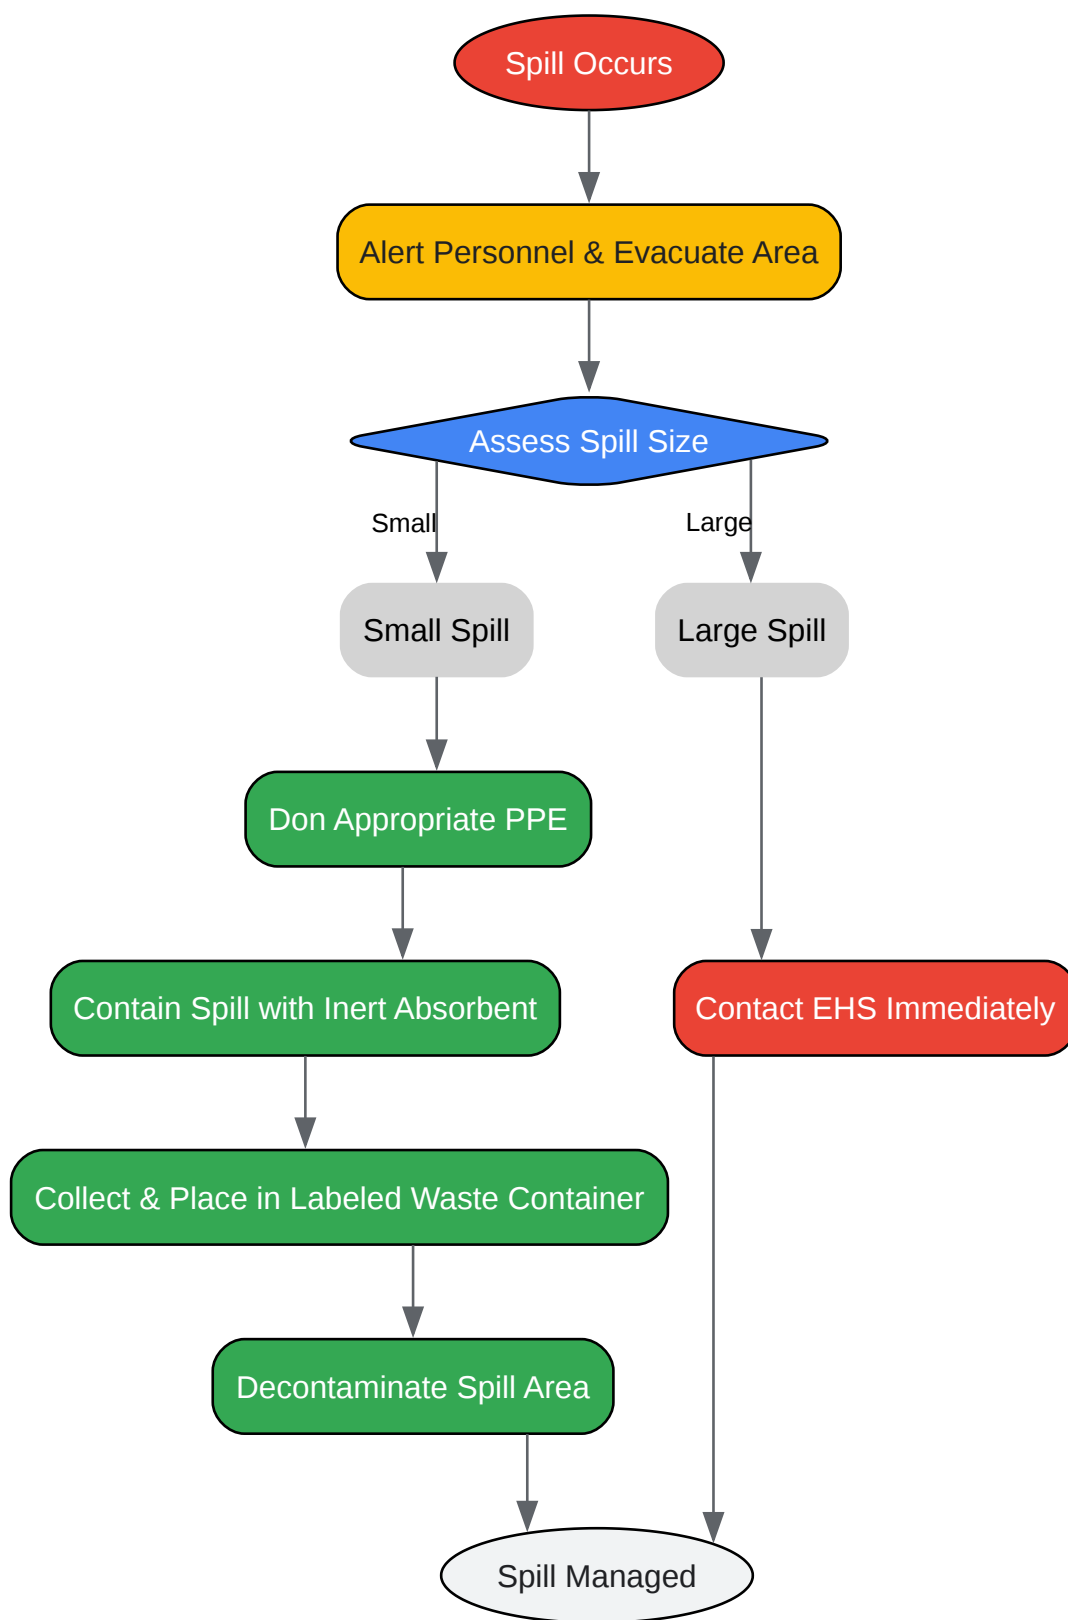 Spill Occurs
Alert Personnel & Evacuate Area
Assess Spill Size
Small
Large
Small Spill
Large Spill
Don Appropriate PPE
Contain Spill with Inert Absorbent
Contact EHS Immediately
Collect & Place in Labeled Waste Container
Decontaminate Spill Area
Spill Managed